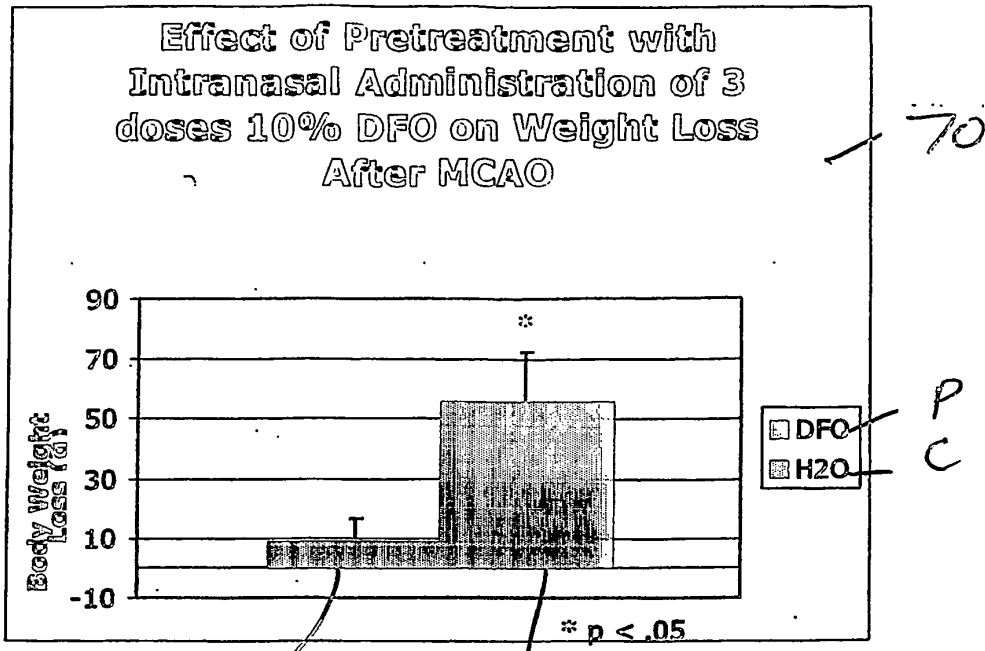 Effect of Pretreatment with
Intranasal Administration of 3
doses 10% DFO on Weight Loss
After MCAO
70
90
*
70
50
30
10
-10
Body Weight
Loss (g)
DFO
P
H2O
C
* p < .05